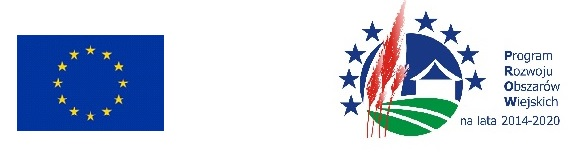 Program
Rozwoju
Obszarów
Wiejskich
na lata 2014-2020